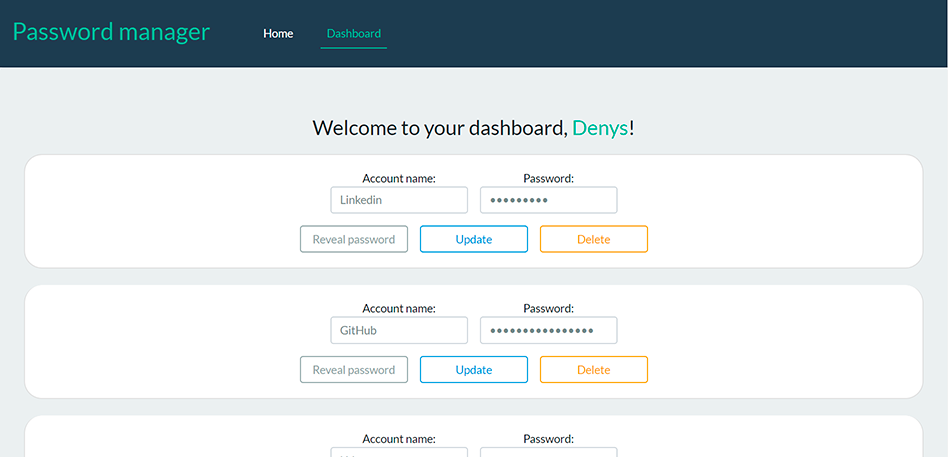 Password manager Home Dashboard
Welcome to your dashboard, Denys!
Account name: Password:
Linkedin •••••••••
Reveal password Update Delete
Account name: Password:
GitHub ••••••••••••••••
Reveal password Update Delete
Account name: Password: